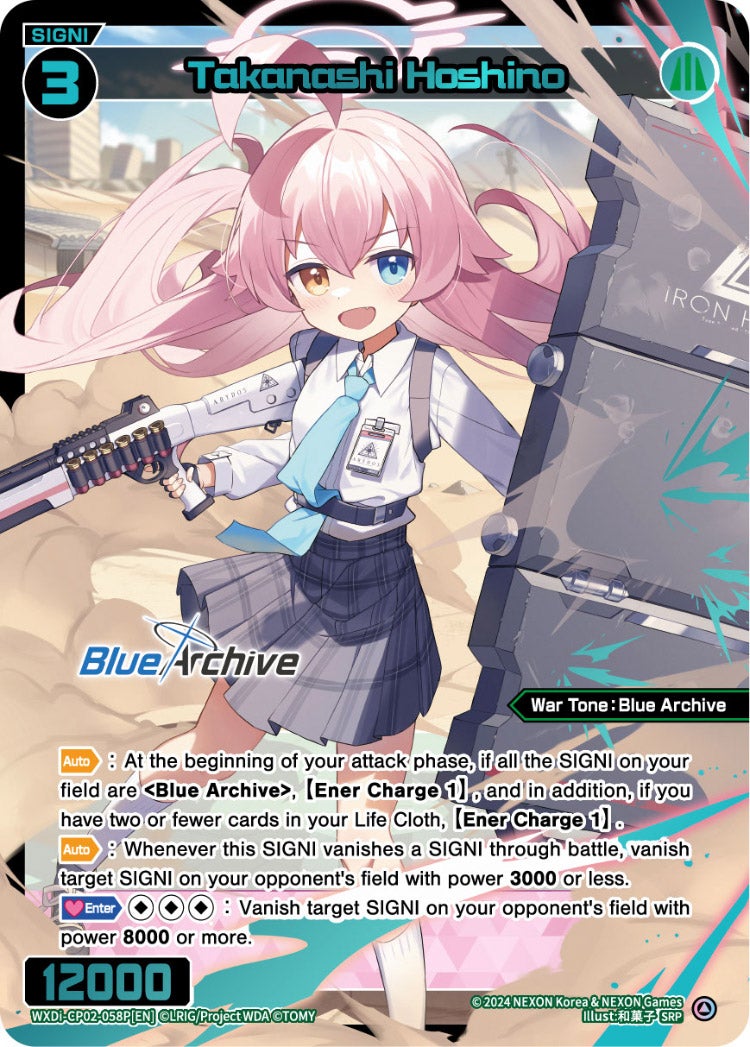 SIGNI
3
Takanashi Hoshino
IRON H
ABYDOS
ABYDOS
Blue Archive
War Tone:Blue Archive
Auto : At the beginning of your attack phase, if all the SIGNI on your
field are <Blue Archive>,【Ener Charge 1】, and in addition, if you
have two or fewer cards in your Life Cloth,【Ener Charge 1】.
Auto : Whenever this SIGNI vanishes a SIGNI through battle, vanish
target SIGNI on your opponent's field with power 3000 or less.
Enter ◆ ◆ ◆ : Vanish target SIGNI on your opponent's field with
power 8000 or more.
12000
© 2024 NEXON Korea & NEXON Games
WXDi-CP02-058P[EN] ©LRIG/Project WDA ©TOMY
Illust:和菓子 SRP